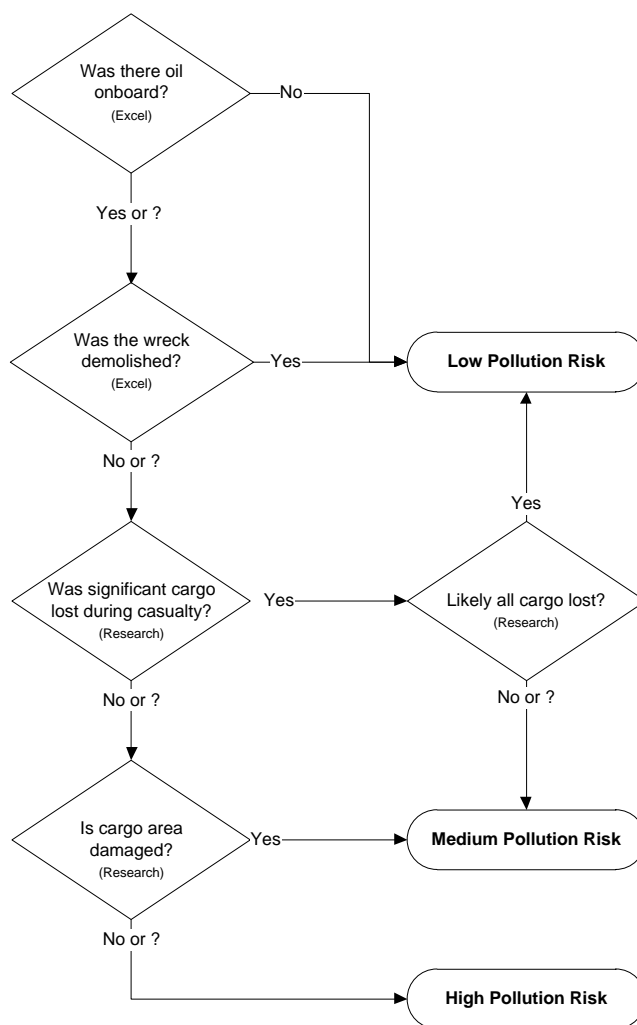 Was there oil
onboard?
(Excel)
No
Yes or ?
Was the wreck
demolished?
(Excel)
Yes
Low Pollution Risk
No or ?
Yes
Was significant cargo
lost during casualty?
(Research)
Yes
Likely all cargo lost?
(Research)
No or ?
No or ?
Is cargo area
damaged?
(Research)
Yes
Medium Pollution Risk
No or ?
High Pollution Risk